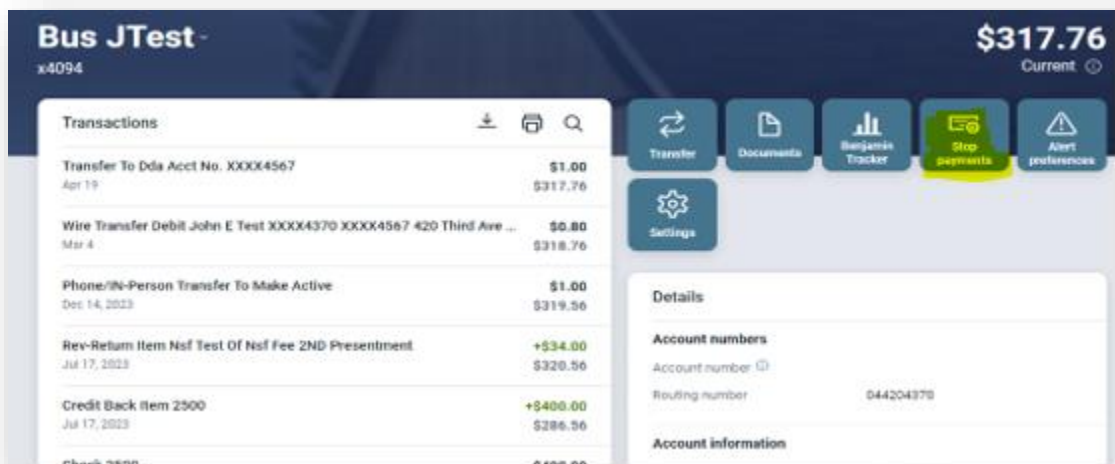 Bus JTest
x4094
$317.76
Current
Transactions
Transfer To Dda Acct No. XXXX4567
$1.00
Apr 19
$317.76
Wire Transfer Debit John E Test XXXX4370 XXXX4567 420 Third Ave ...
$0.80
Mar 4
$318.76
Phone/IN-Person Transfer To Make Active
$1.00
Dec 14, 2023
$319.56
Rev-Return Item Nsf Test Of Nsf Fee 2ND Presentment
+$34.00
Jul 17, 2023
$320.56
Credit Back Item 2500
+$400.00
Jul 17, 2023
$286.56
Check 2500
$400.00
Transfer
Documents
Benjamin
Tracker
Stop
payments
Alert
preferences
Settings
Details
Account numbers
Account number
Routing number
044204370
Account information